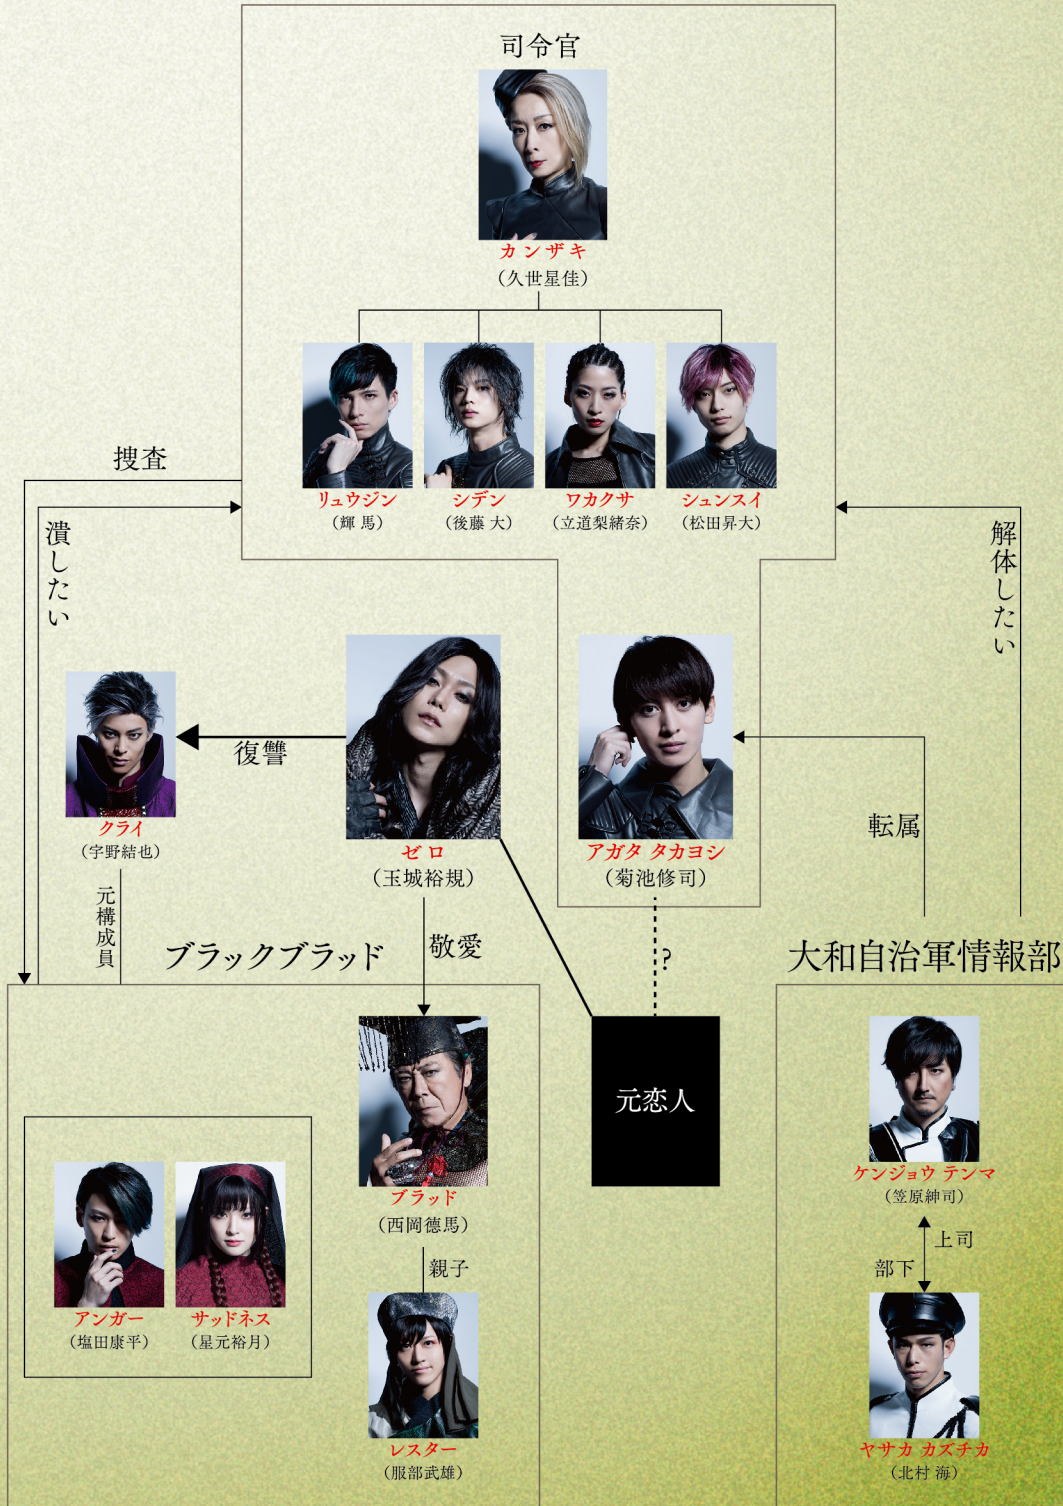 司令官
カンザキ
（久世星佳）
リュウジン
（輝 馬）
シデン
（後藤 大）
ワカクサ
（立道梨緒奈）
シュンスイ
（松田昇大）
捜査
潰したい
解体したい
クライ
（宇野結也）
復讐
ゼロ
（玉城裕規）
アガタ タカヨシ
（菊池修司）
転属
元構成員
ブラックブラッド
敬愛
?
大和自治軍情報部
元恋人
ブラッド
（西岡德馬）
親子
レスター
（服部武雄）
アンガー
（塩田康平）
サッドネス
（星元裕月）
ケンジョウ テンマ
（笠原紳司）
上司
部下
ヤサカ カズチカ
（北村 海）